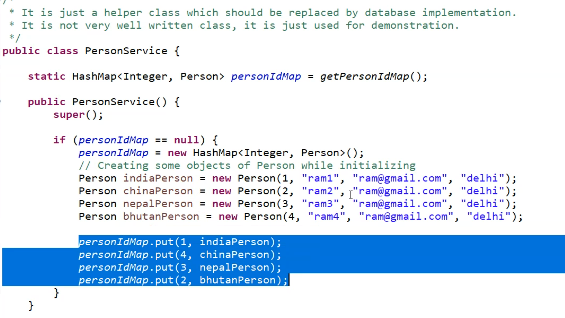 /*
 * It is just a helper class which should be replaced by database implementation.
 * It is not very well written class, it is just used for demonstration.
 */
public class PersonService {
static HashMap<Integer, Person> personIdMap = getPersonIdMap();
public PersonService() {
super();
if (personIdMap == null) {
personIdMap = new HashMap<Integer, Person>();
// Creating some objects of Person while initializing
Person indiaPerson = new Person(1, "ram1", "ram@gmail.com", "delhi");
Person chinaPerson = new Person(2, "ram2", "ram@gmail.com", "delhi");
Person nepalPerson = new Person(3, "ram3", "ram@gmail.com", "delhi");
Person bhutanPerson = new Person(4, "ram4", "ram@gmail.com", "delhi");
personIdMap.put(1, indiaPerson);
personIdMap.put(4, chinaPerson);
personIdMap.put(3, nepalPerson);
personIdMap.put(2, bhutanPerson);
}
}